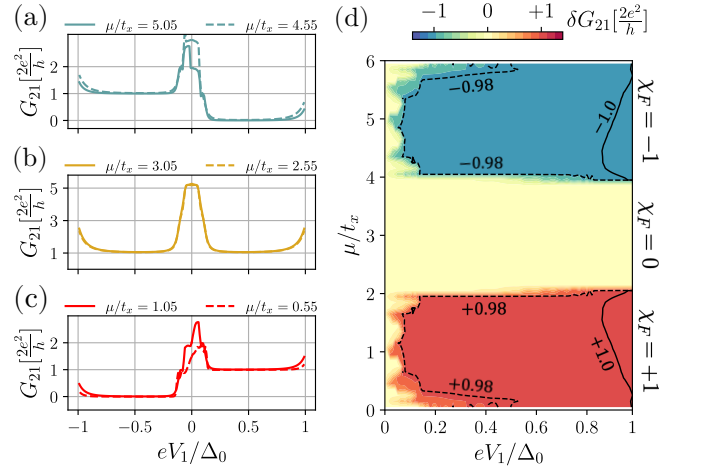 (a)
μ/t_x = 5.05 μ/t_x = 4.55
G_21[2e²/h]
2
1
0
(b)
μ/t_x = 3.05 μ/t_x = 2.55
G_21[2e²/h]
5
3
1
(c)
μ/t_x = 1.05 μ/t_x = 0.55
G_21[2e²/h]
2
1
0
−1 −0.5 0 0.5 1
eV_1/Δ_0
(d)
−1 0 +1 δG_21[2e²/h]
μ/t_x
6
5
4
3
2
1
0
−0.98
−1.0
−0.98
+0.98
+1.0
+0.98
0 0.2 0.4 0.6 0.8 1
eV_1/Δ_0
χ_F = −1
χ_F = 0
χ_F = +1